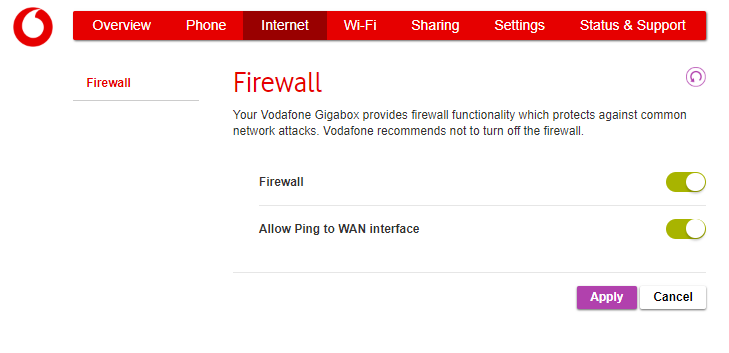 Overview Phone Internet Wi-Fi Sharing Settings Status & Support
Firewall
Firewall
Your Vodafone Gigabox provides firewall functionality which protects against common
network attacks. Vodafone recommends not to turn off the firewall.
Firewall
Allow Ping to WAN interface
Apply Cancel